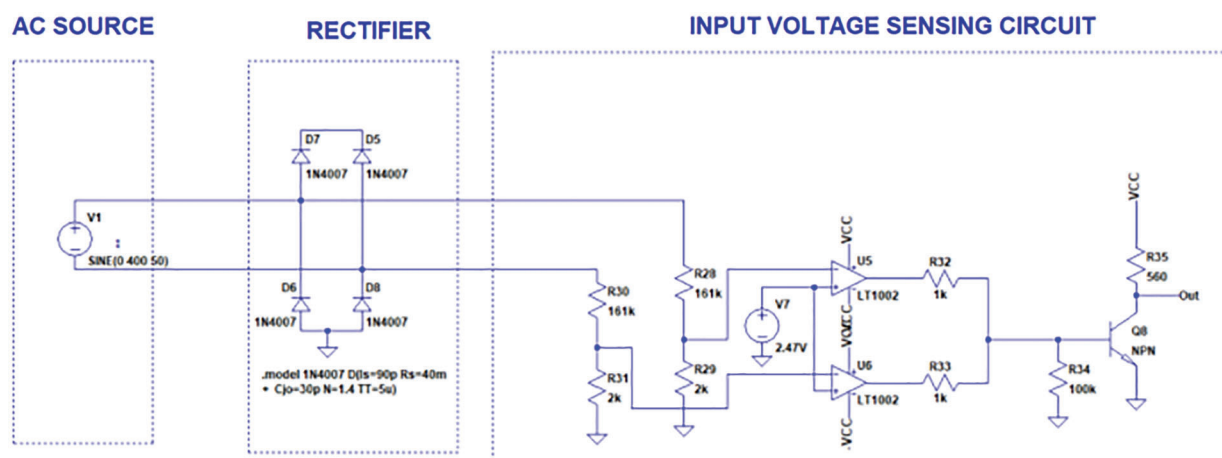 AC SOURCE
RECTIFIER
INPUT VOLTAGE SENSING CIRCUIT
D7
D5
1N4007
1N4007
V1
SINE(0 400 50)
D6
D8
1N4007
1N4007
.model 1N4007 D(Is=90p Rs=40m
+ Cjo=30p N=1.4 TT=5u)
R30
161k
R28
161k
R31
2k
R29
2k
V7
2.47V
VCC
U5
LT1002
R32
1k
U6
LT1002
R33
1k
.VCC
VCC
R35
560
Out
Q8
NPN
R34
100k